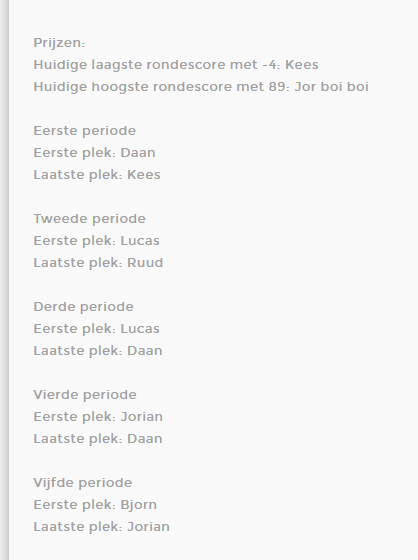 Prijzen:
Huidige laagste rondescore met -4: Kees
Huidige hoogste rondescore met 89: Jor boi boi
Eerste periode
Eerste plek: Daan
Laatste plek: Kees
Tweede periode
Eerste plek: Lucas
Laatste plek: Ruud
Derde periode
Eerste plek: Lucas
Laatste plek: Daan
Vierde periode
Eerste plek: Jorian
Laatste plek: Daan
Vijfde periode
Eerste plek: Bjorn
Laatste plek: Jorian